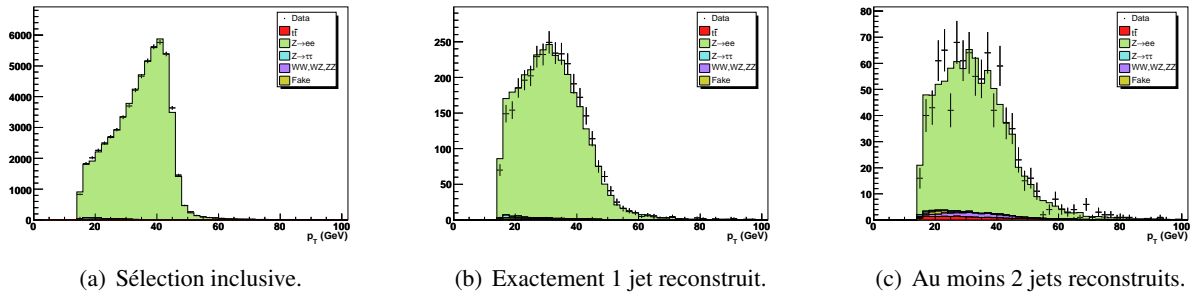 6000
5000
4000
3000
2000
1000
0
0 20 40 60 80 100
p_T (GeV)
Data
tt̄
Z→ee
Z→ττ
WW,WZ,ZZ
Fake
(a) Sélection inclusive.
250
200
150
100
50
0
0 20 40 60 80 100
p_T (GeV)
Data
tt̄
Z→ee
Z→ττ
WW,WZ,ZZ
Fake
(b) Exactement 1 jet reconstruit.
80
70
60
50
40
30
20
10
0
0 20 40 60 80 100
p_T (GeV)
Data
tt̄
Z→ee
Z→ττ
WW,WZ,ZZ
Fake
(c) Au moins 2 jets reconstruits.